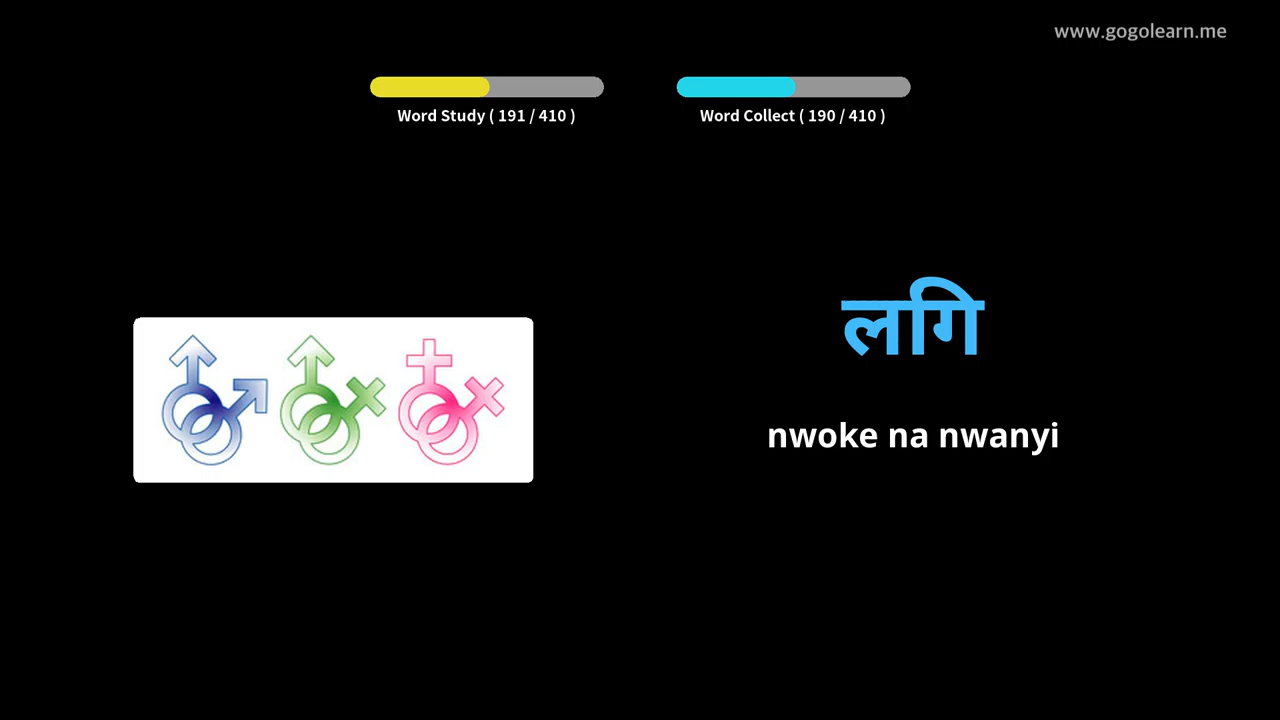 www.gogolearn.me
Word Study ( 191 / 410 )
Word Collect ( 190 / 410 )
लगि
nwoke na nwanyi